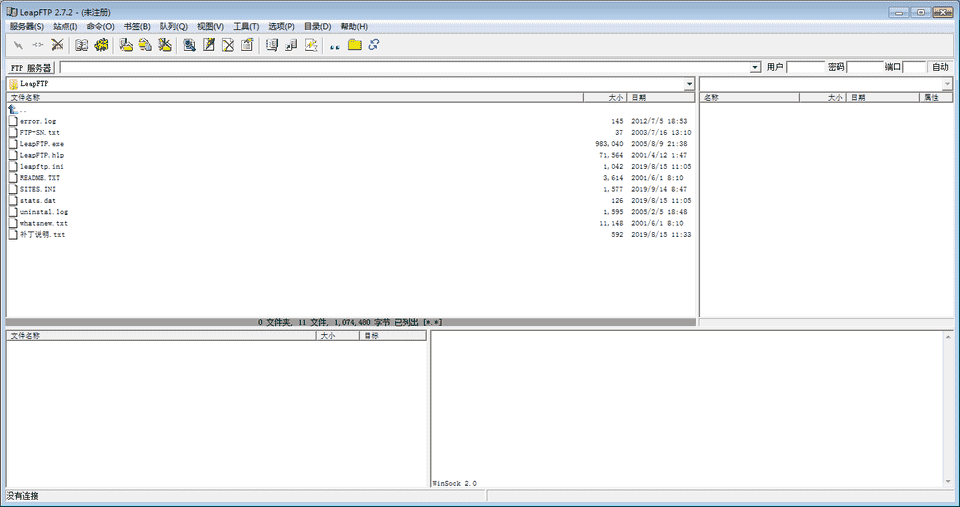 LeapFTP 2.7.2 - (未注册)
服务器(S) 站点(I) 命令(O) 书签(B) 队列(Q) 视图(V) 工具(T) 选项(P) 目录(D) 帮助(H)
FTP 服务器 用户 密码 端口 自动
LeapFTP
文件名称 大小 日期 名称 大小 日期 属性
..
error.log 145 2012/7/5 18:53
FTP-SN.txt 37 2003/7/16 13:10
LeapFTP.exe 983,040 2005/8/9 21:38
LeapFTP.hlp 71,564 2001/4/12 1:47
leapftp.ini 1,042 2019/8/15 11:05
README.TXT 3,614 2001/6/1 8:10
SITES.INI 1,577 2019/9/14 8:47
stats.dat 126 2019/8/15 11:05
uninstal.log 1,595 2005/2/5 18:48
whatsnew.txt 11,148 2001/6/1 8:10
补丁说明.txt 592 2019/8/15 11:33
0 文件夹, 11 文件, 1,074,480 字节 已列出 [*.*]
文件名称 大小 目标
WinSock 2.0
没有连接